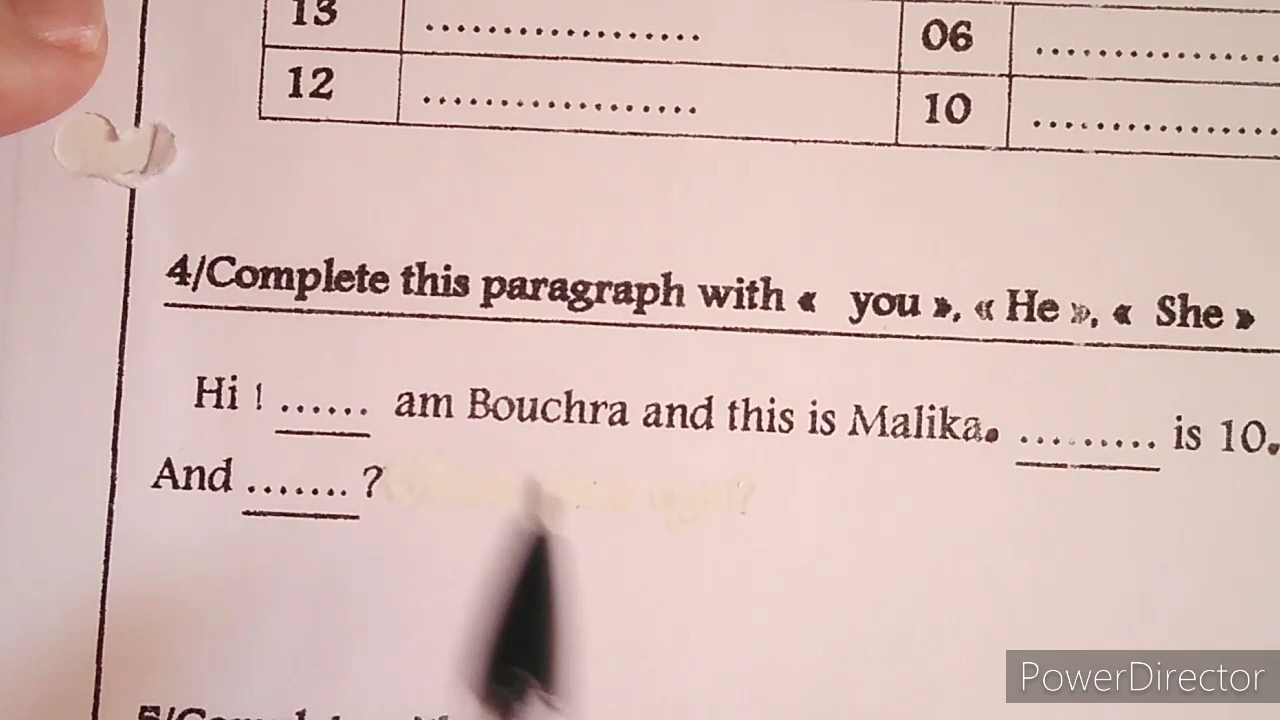 13 .................. 06 ................
12 .................. 10 ................
4/Complete this paragraph with « you », « He », « She »
Hi ! ...... am Bouchra and this is Malika. ......... is 10.
And ....... ?
PowerDirector